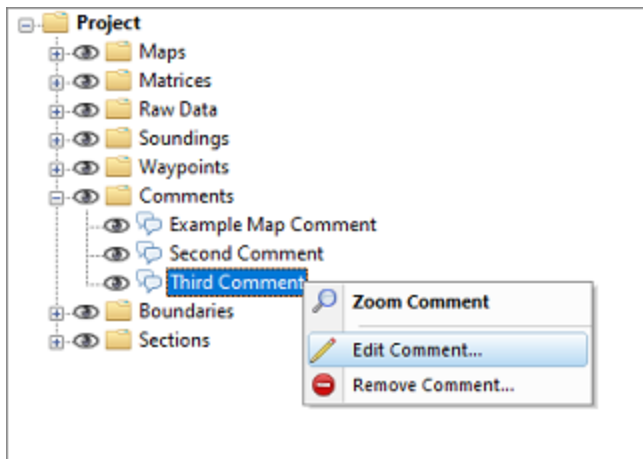 Project
Maps
Matrices
Raw Data
Soundings
Waypoints
Comments
Example Map Comment
Second Comment
Third Comment
Boundaries
Sections
Zoom Comment
Edit Comment...
Remove Comment...